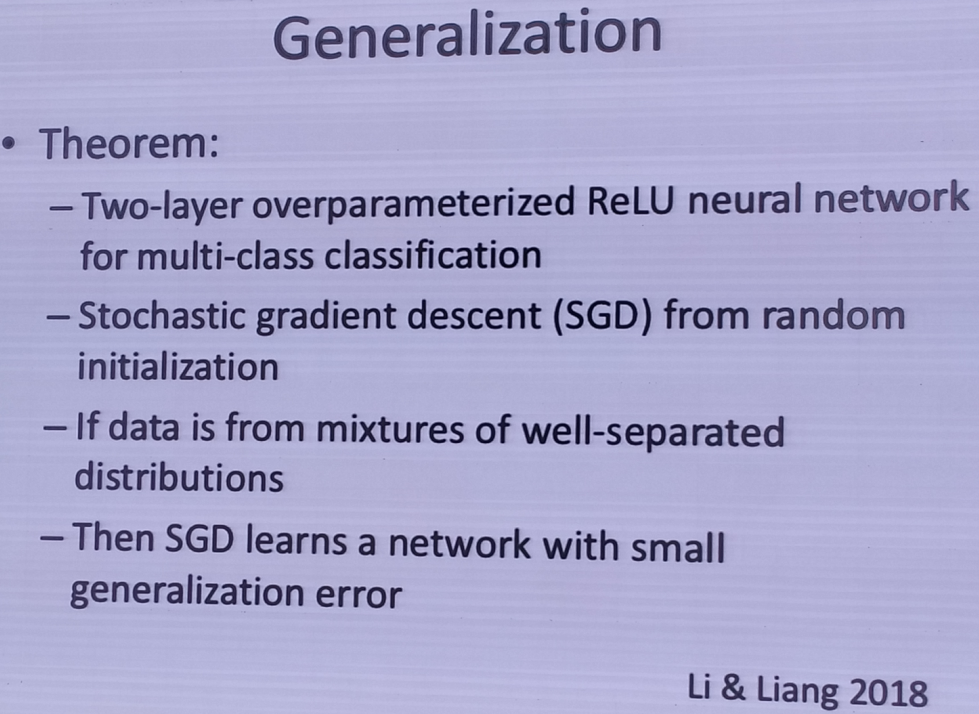 Generalization
• Theorem:
– Two-layer overparameterized ReLU neural network
for multi-class classification
– Stochastic gradient descent (SGD) from random
initialization
– If data is from mixtures of well-separated
distributions
– Then SGD learns a network with small
generalization error
Li & Liang 2018